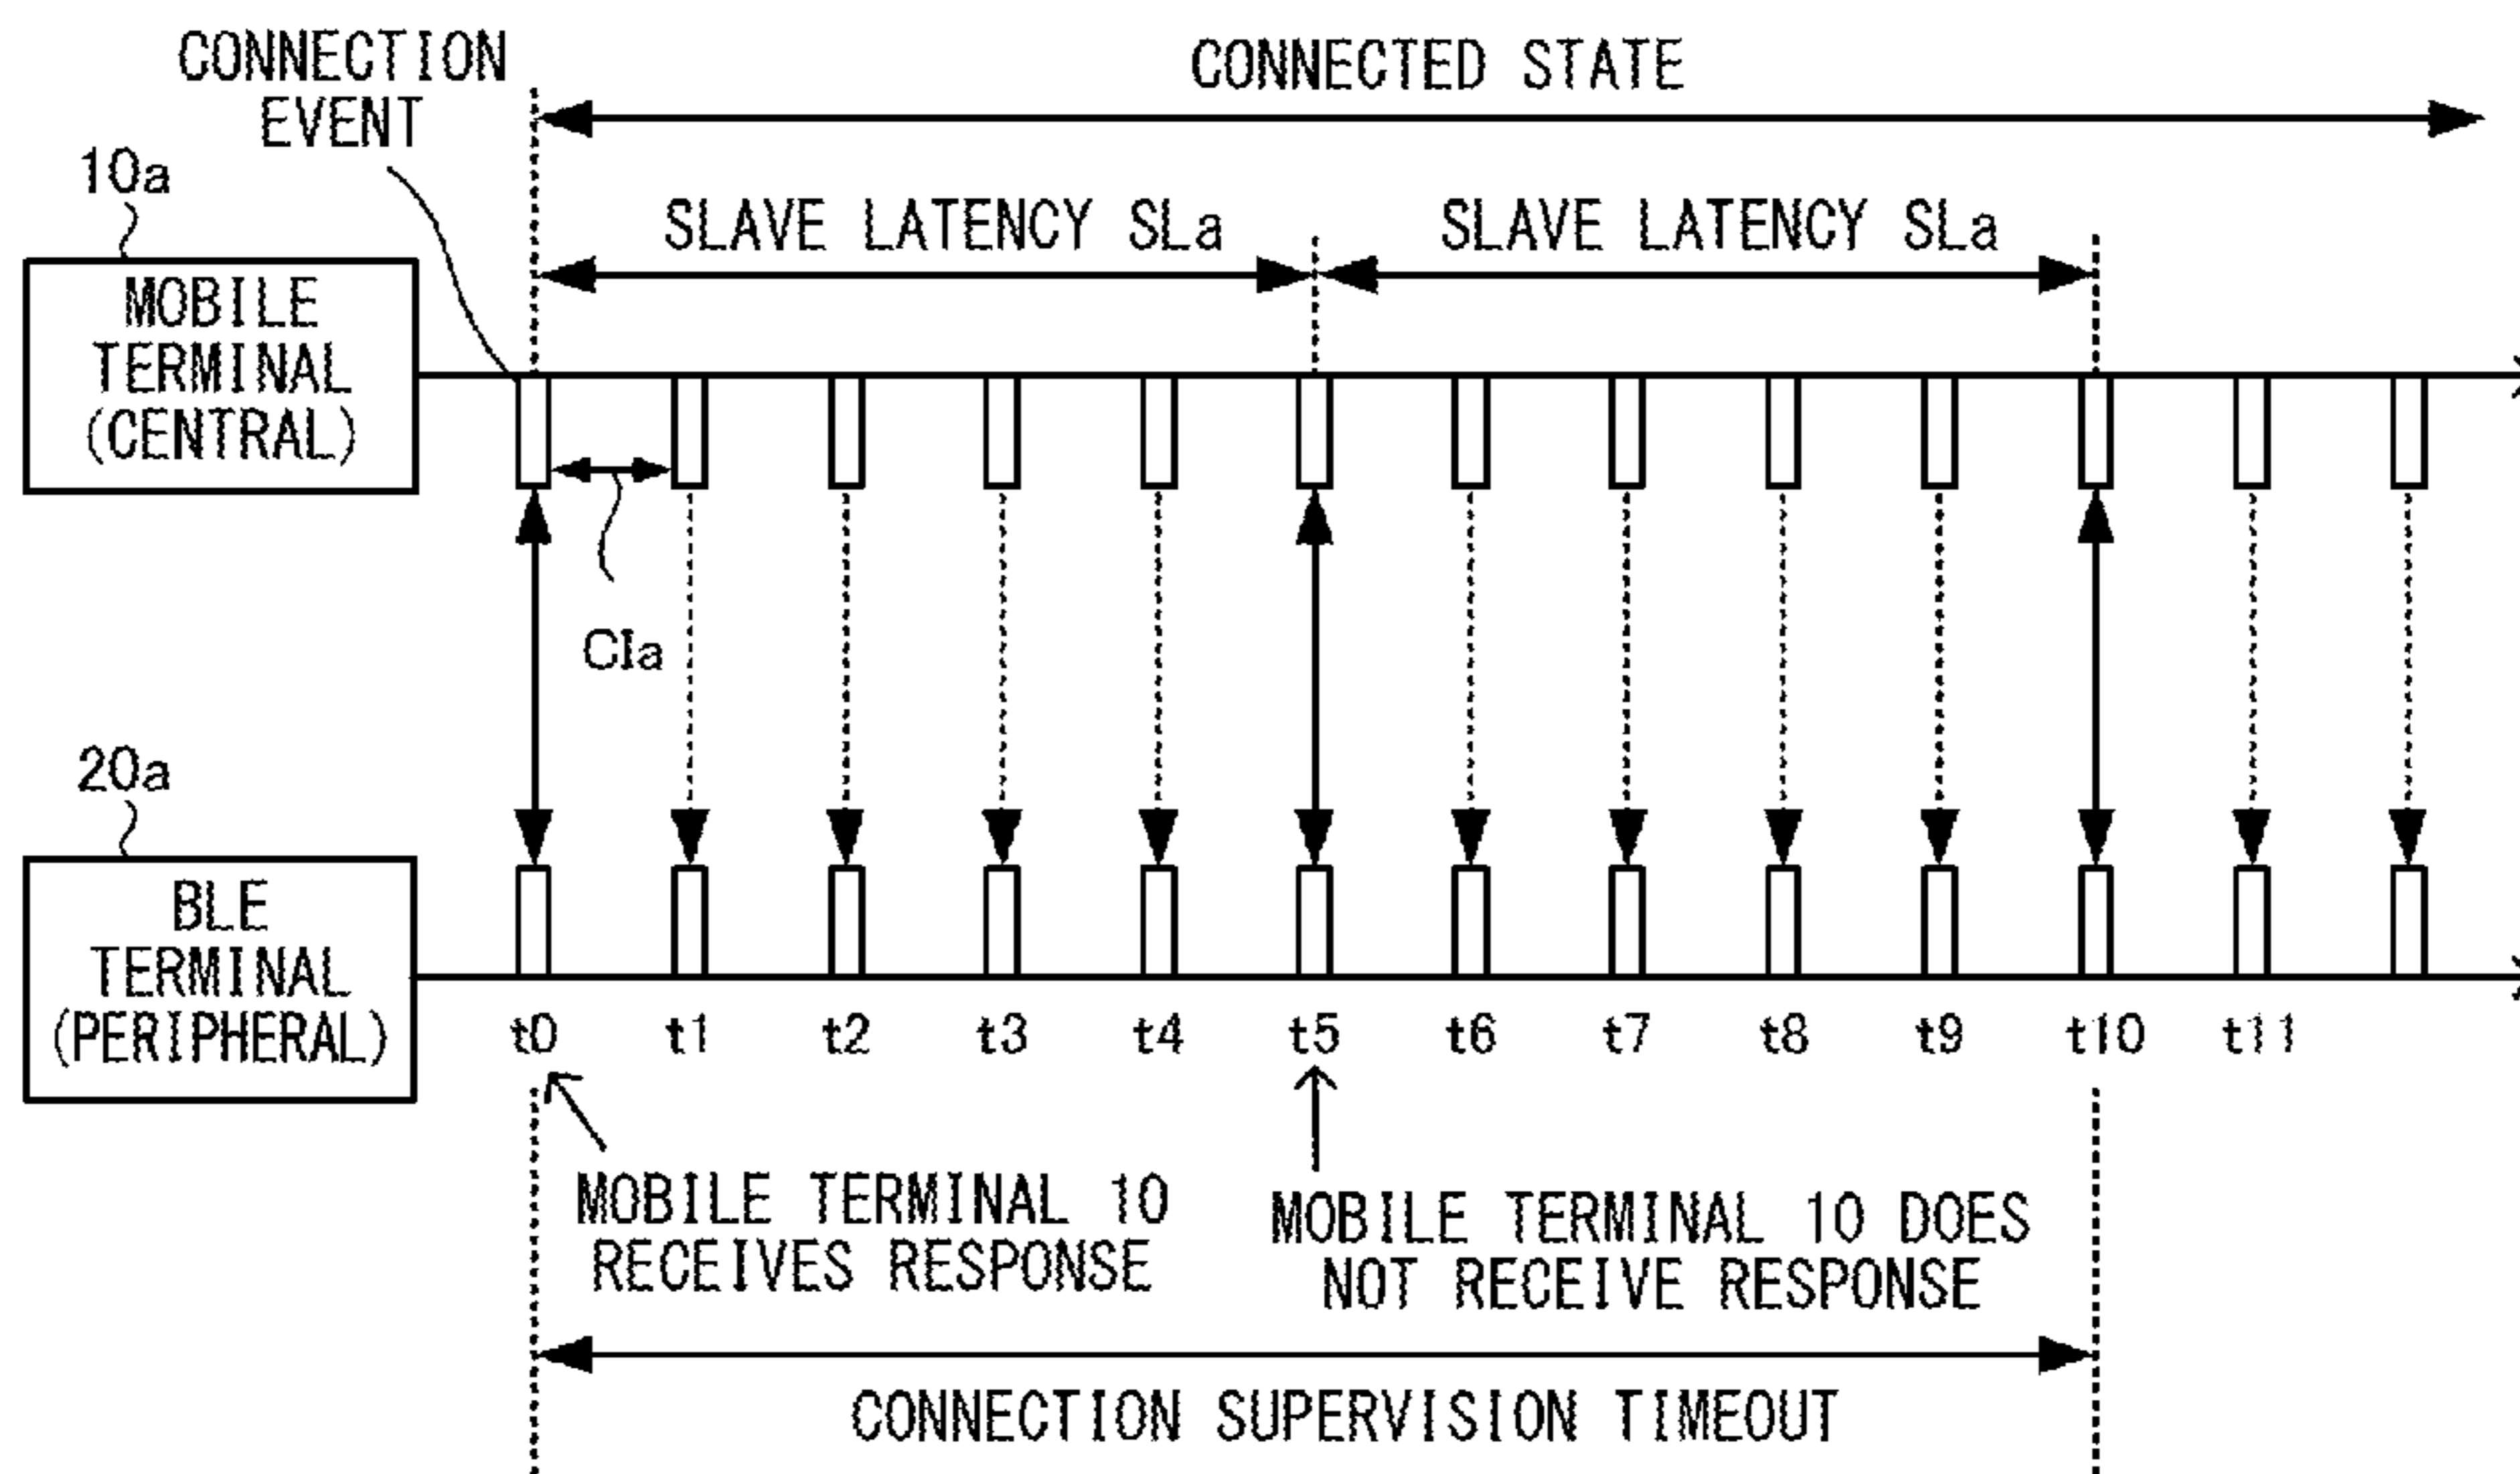 CONNECTION
EVENT
CONNECTED STATE
10a
SLAVE LATENCY SLa
SLAVE LATENCY SLa
MOBILE
TERMINAL
(CENTRAL)
CIa
20a
BLE
TERMINAL
(PERIPHERAL)
t0 t1 t2 t3 t4 t5 t6 t7 t8 t9 t10 t11
MOBILE TERMINAL 10
RECEIVES RESPONSE
MOBILE TERMINAL 10 DOES
NOT RECEIVE RESPONSE
CONNECTION SUPERVISION TIMEOUT